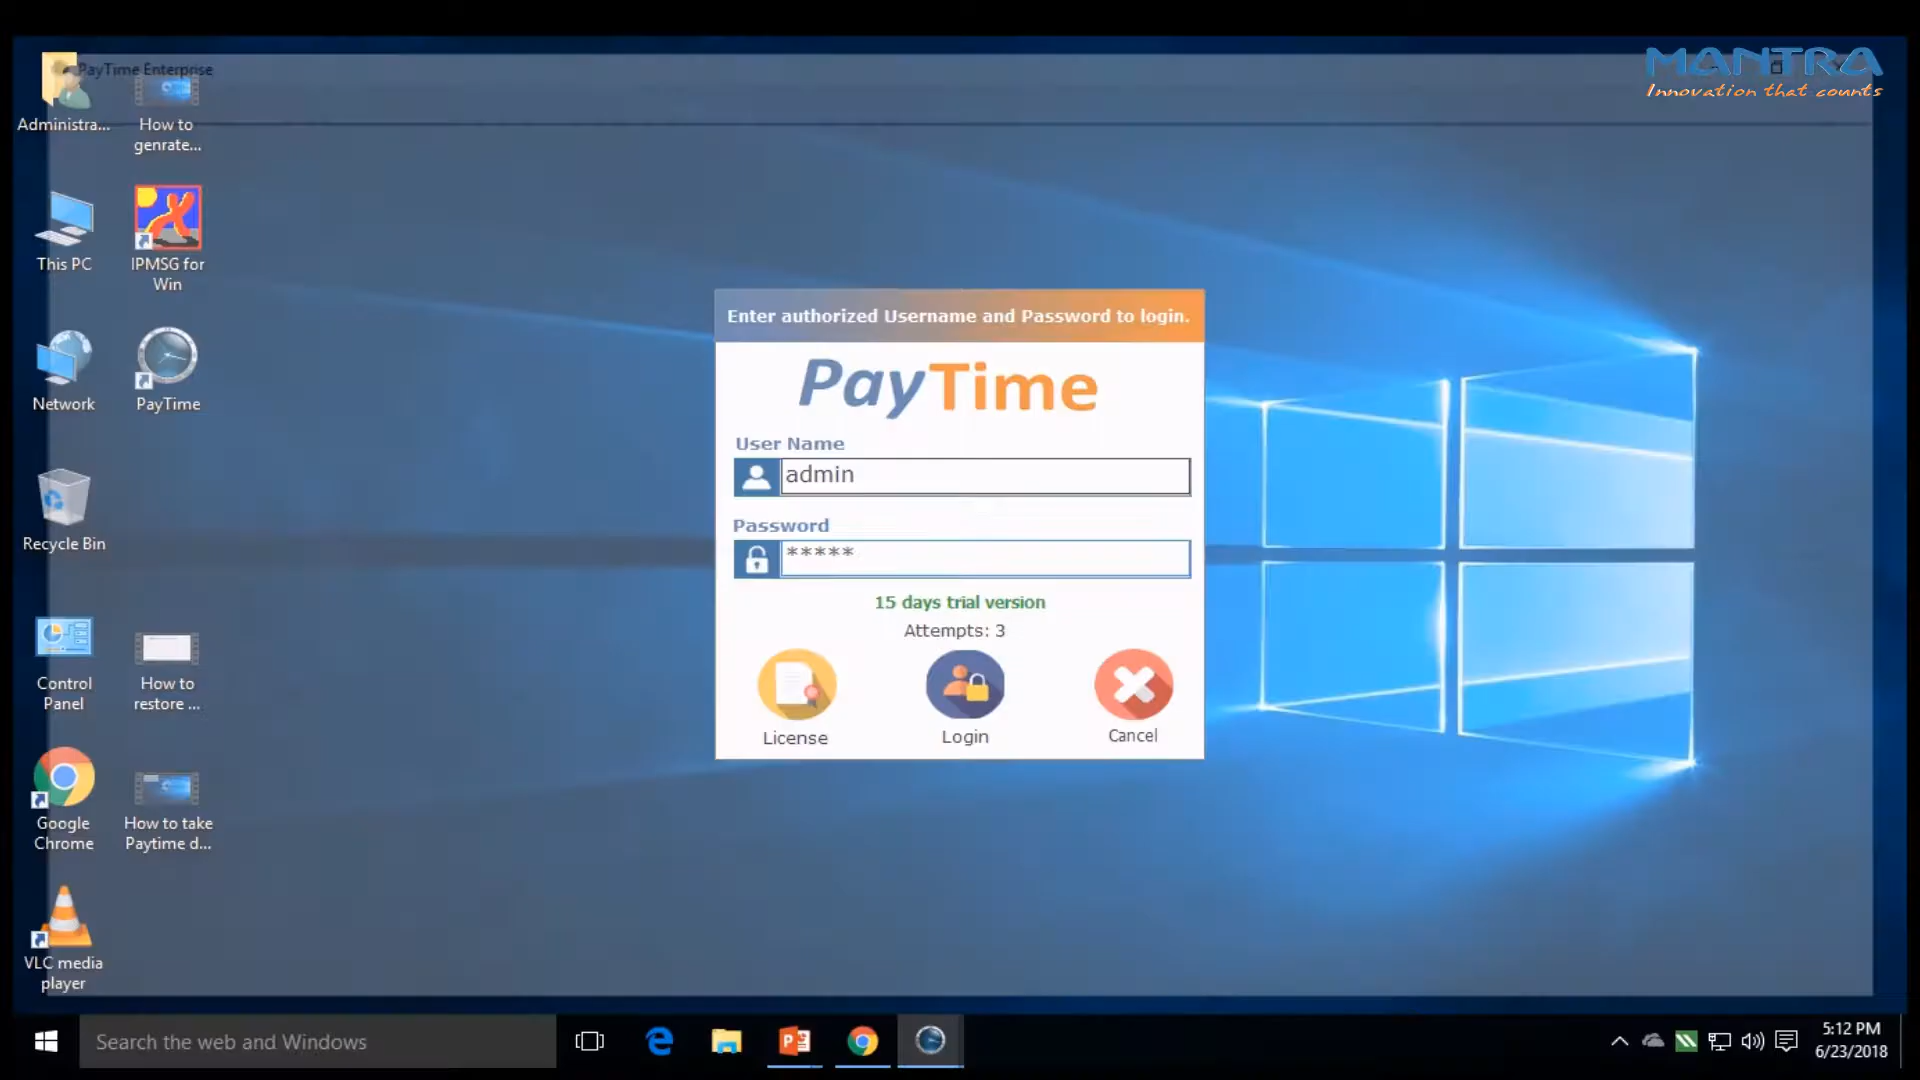 PayTime Enterprise
MANTRA
Innovation that counts
Administra...
How to
genrate...
This PC
IPMSG for
Win
Network
PayTime
Recycle Bin
Control
Panel
How to
restore ...
Google
Chrome
How to take
Paytime d...
VLC media
player
Enter authorized Username and Password to login.
PayTime
User Name
admin
Password
*****
15 days trial version
Attempts: 3
License
Login
Cancel
Search the web and Windows
5:12 PM
6/23/2018